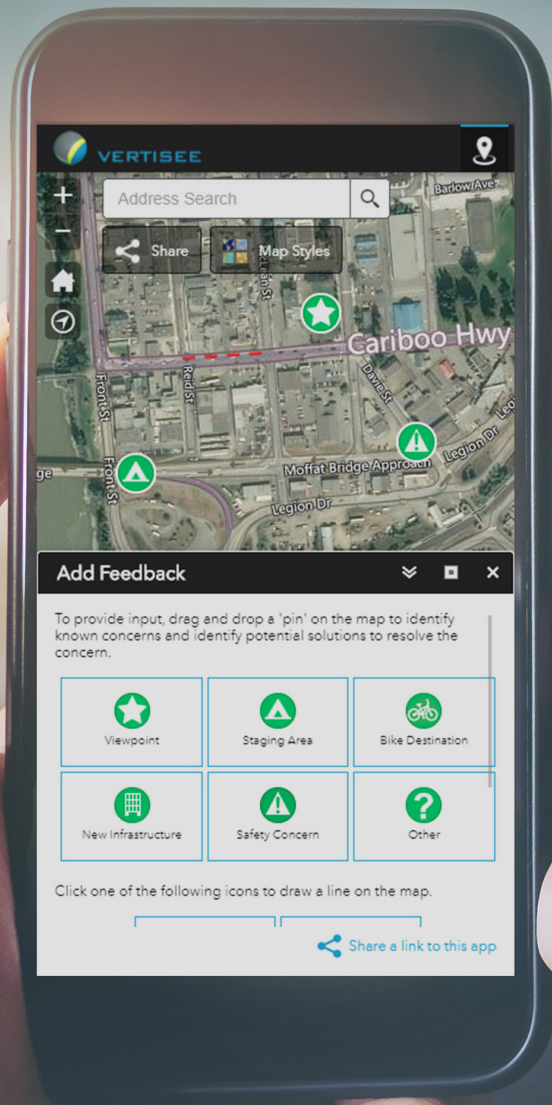 VERTISEE
Address Search
Barlow Ave
Share
Map Styles
Cariboo Hwy
Reid St
Front St
Davie St
Front St
Moffat Bridge Approach
Legion Dr
Legion Dr
Add Feedback
To provide input, drag and drop a 'pin' on the map to identify
known concerns and identify potential solutions to resolve the
concern.
Viewpoint
Staging Area
Bike Destination
New Infrastructure
Safety Concern
Other
Click one of the following icons to draw a line on the map.
Share a link to this app